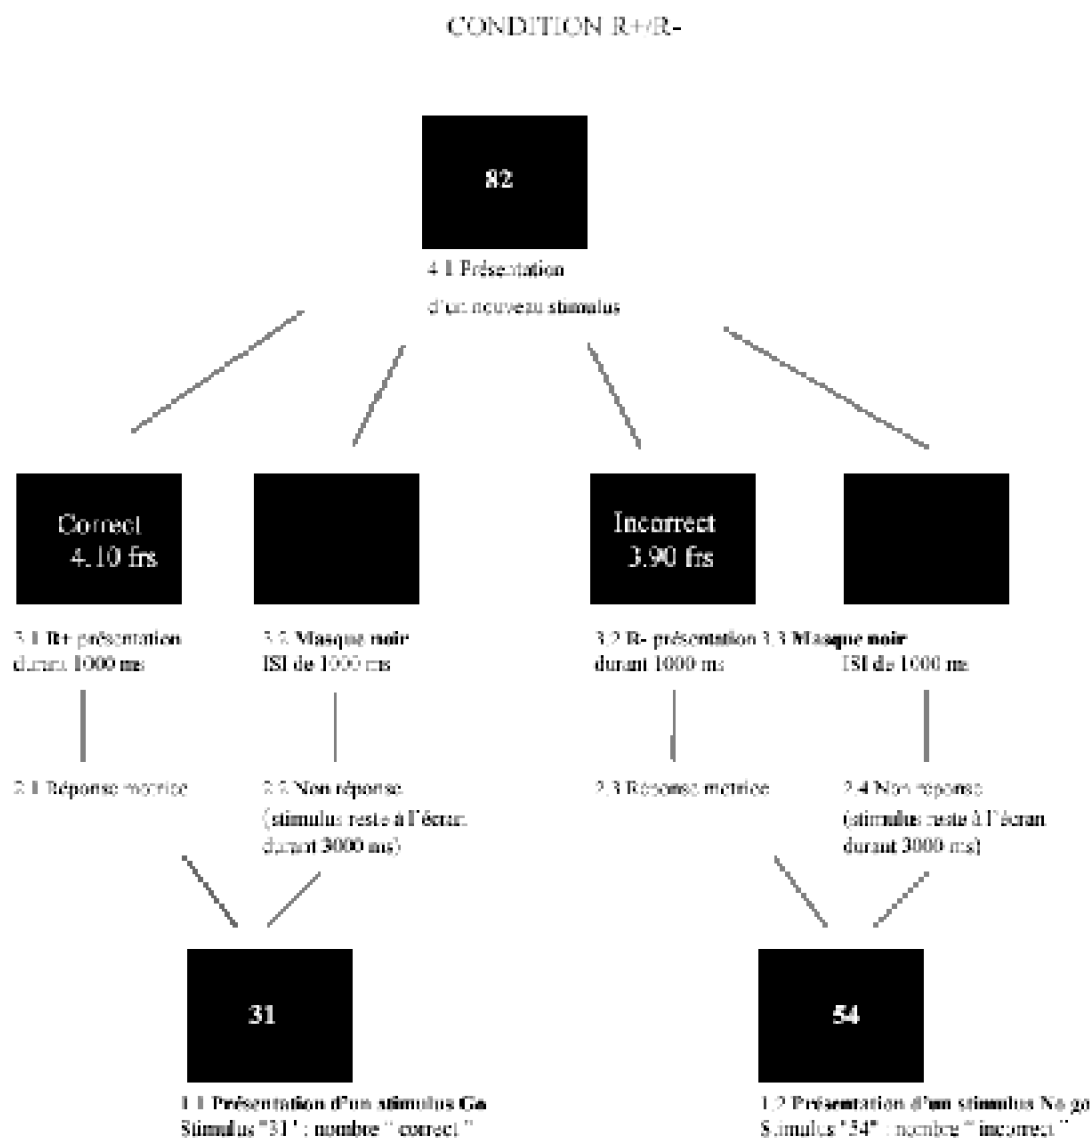 CONDITION R+/R-
82
4.1 Présentation
d'un nouveau stimulus
Correct
4.10 frs
Incorrect
3.90 frs
3.1 R+ présentation
durant 1000 ms
3.2 Masque noir
ISI de 1000 ms
3.2 R- présentation
durant 1000 ms
3.3 Masque noir
ISI de 1000 ms
2.1 Réponse motrice
2.2 Non réponse
(stimulus reste à l'écran
durant 3000 ms)
2.3 Réponse motrice
2.4 Non réponse
(stimulus reste à l'écran
durant 3000 ms)
31
54
1.1 Présentation d'un stimulus Go
Stimulus "31" : nombre " correct "
1.2 Présentation d'un stimulus No go
Stimulus "54" : nombre " incorrect "